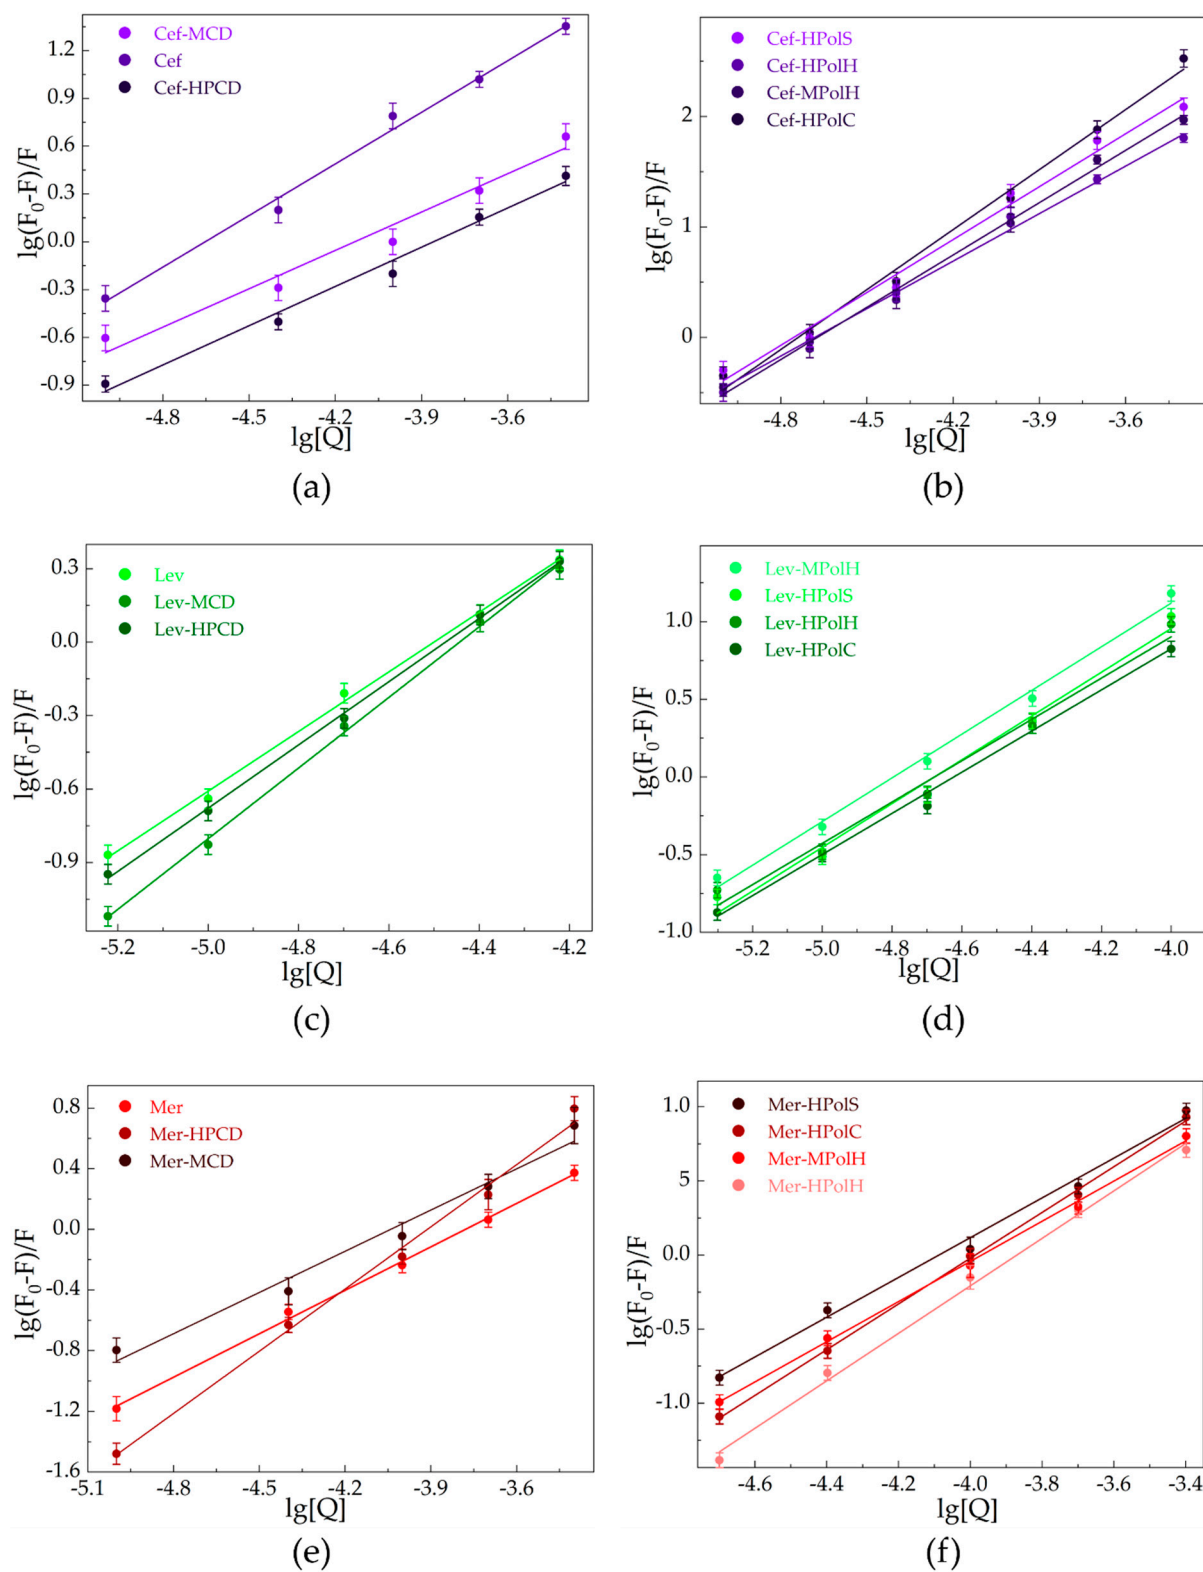 Cef-MCD
Cef
Cef-HPCD
1.2
0.9
0.6
0.3
0.0
-0.3
-0.6
-0.9
lg(F0-F)/F
-4.8
-4.5
-4.2
-3.9
-3.6
lg[Q]
(a)
Cef-HPolS
Cef-HPolH
Cef-MPolH
Cef-HPolC
2
1
0
lg(F0-F)/F
-4.8
-4.5
-4.2
-3.9
-3.6
lg[Q]
(b)
Lev
Lev-MCD
Lev-HPCD
0.3
0.0
-0.3
-0.6
-0.9
lg(F0-F)/F
-5.2
-5.0
-4.8
-4.6
-4.4
-4.2
lg[Q]
(c)
Lev-MPolH
Lev-HPolS
Lev-HPolH
Lev-HPolC
1.0
0.5
0.0
-0.5
-1.0
lg(F0-F)/F
-5.2
-5.0
-4.8
-4.6
-4.4
-4.2
-4.0
lg[Q]
(d)
Mer
Mer-HPCD
Mer-MCD
0.8
0.4
0.0
-0.4
-0.8
-1.2
-1.6
lg(F0-F)/F
-5.1
-4.8
-4.5
-4.2
-3.9
-3.6
lg[Q]
(e)
Mer-HPolS
Mer-HPolC
Mer-MPolH
Mer-HPolH
1.0
5
0.0
-0.5
-1.0
lg(F0-F)/F
-4.6
-4.4
-4.2
-4.0
-3.8
-3.6
-3.4
lg[Q]
(f)